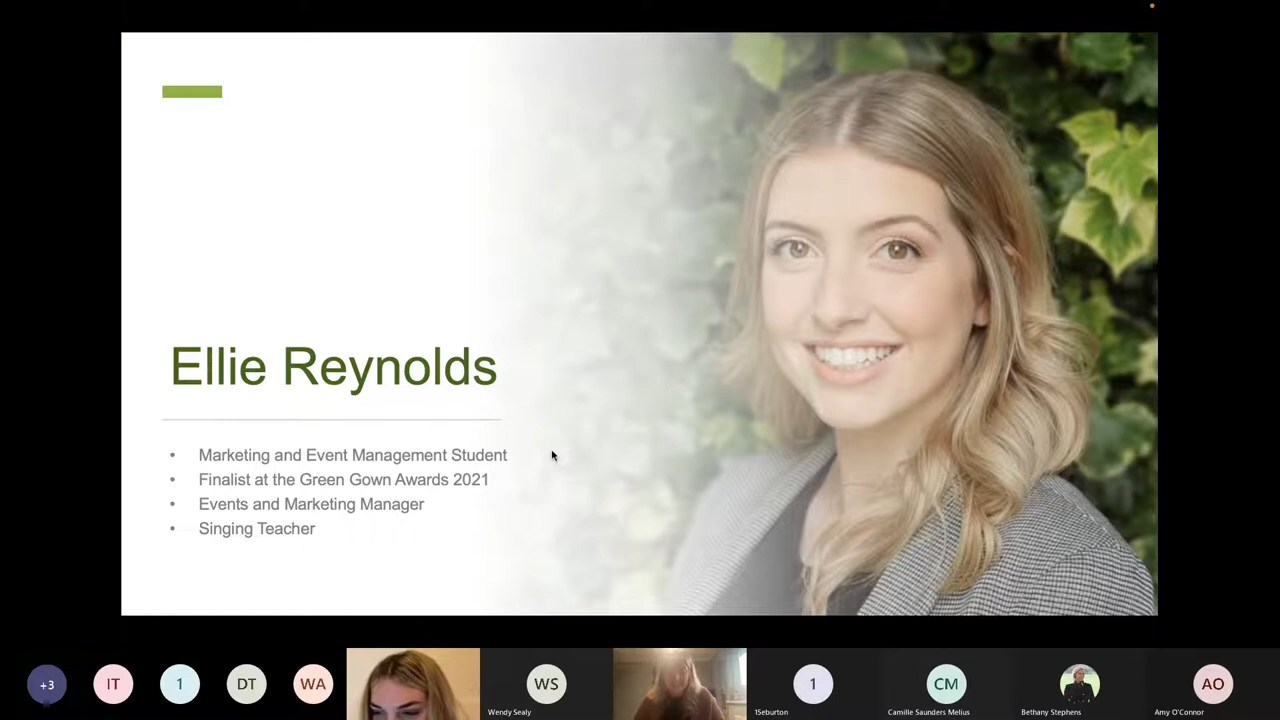 Ellie Reynolds
• Marketing and Event Management Student
• Finalist at the Green Gown Awards 2021
• Events and Marketing Manager
• Singing Teacher
+3
IT
1
DT
WA
WS
Wendy Sealy
1
1Seburton
CM
Camille Saunders Melius
Bethany Stephens
AO
Amy O'Connor